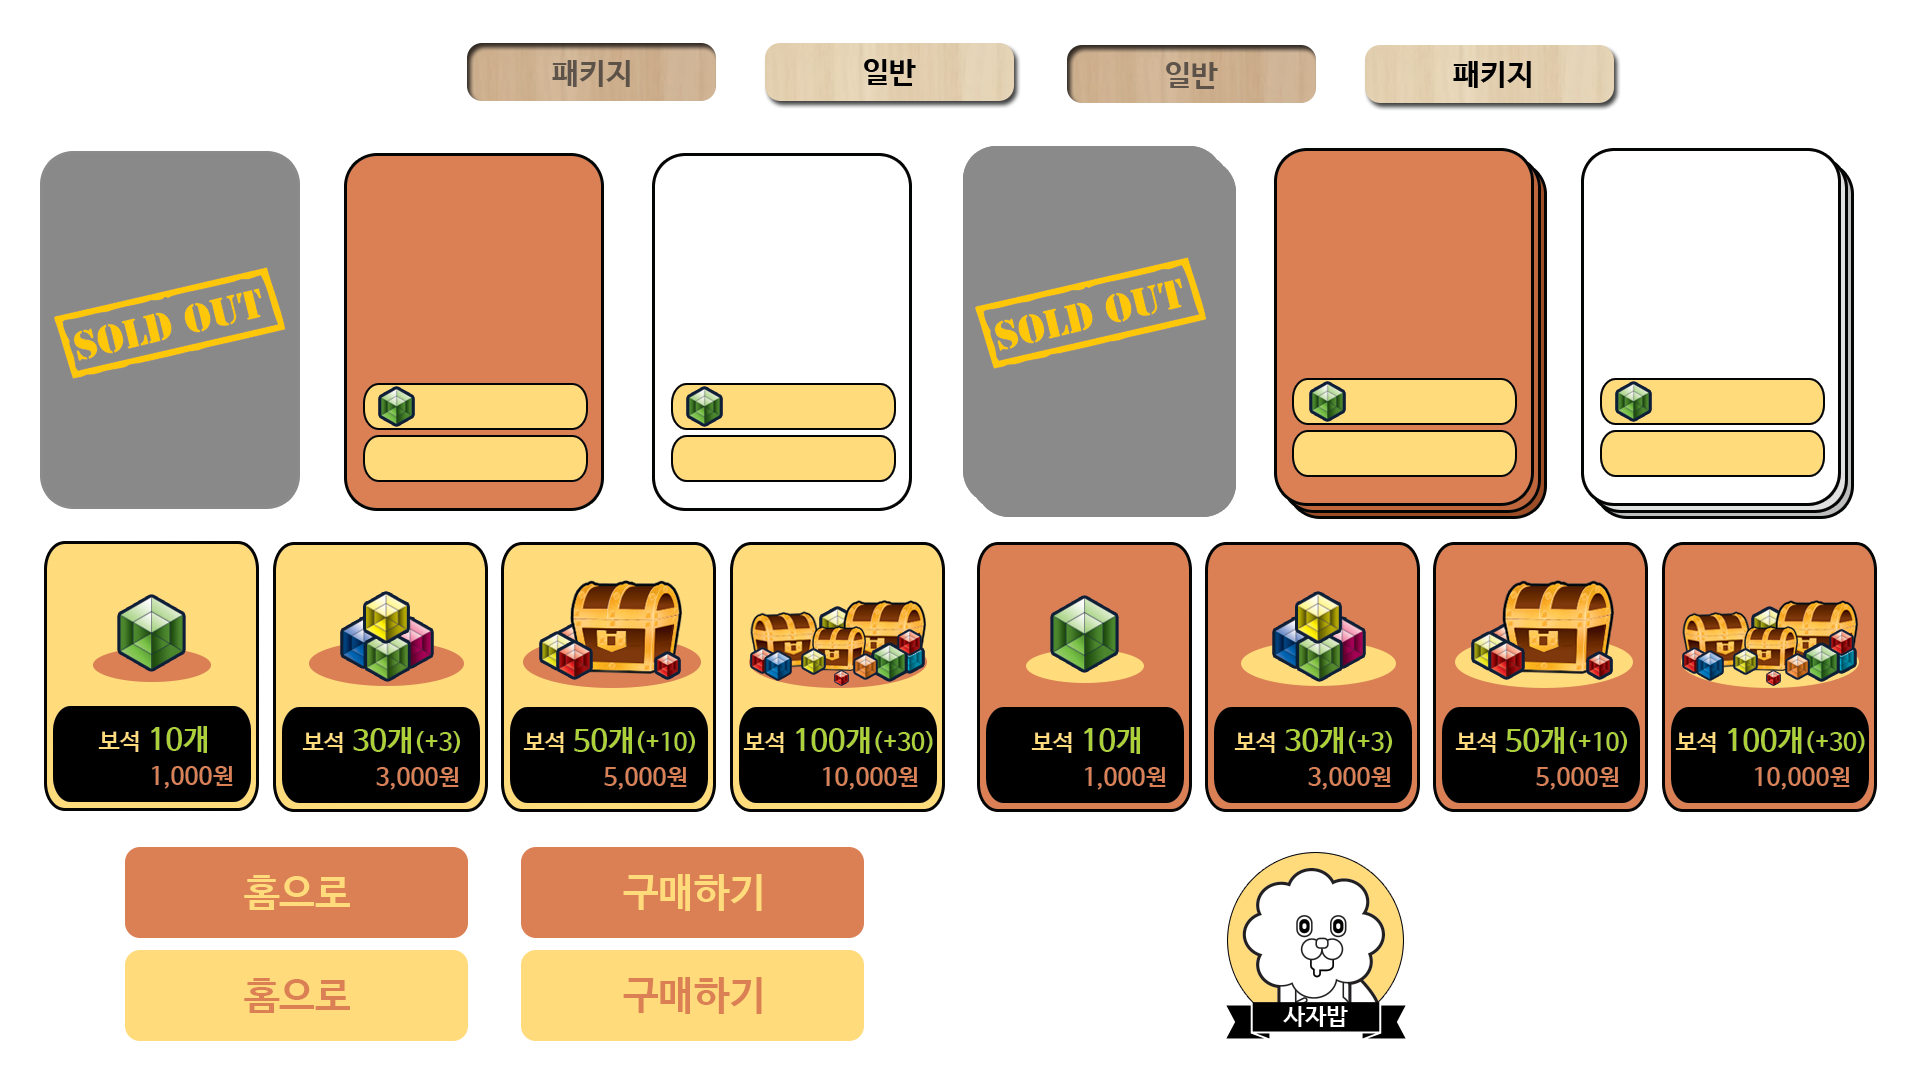 패키지
일반
일반
패키지
SOLD OUT
SOLD OUT
보석 10개
1,000원
보석 30개(+3)
3,000원
보석 50개(+10)
5,000원
보석 100개(+30)
10,000원
보석 10개
1,000원
보석 30개(+3)
3,000원
보석 50개(+10)
5,000원
보석 100개(+30)
10,000원
홈으로
구매하기
홈으로
구매하기
사자밥